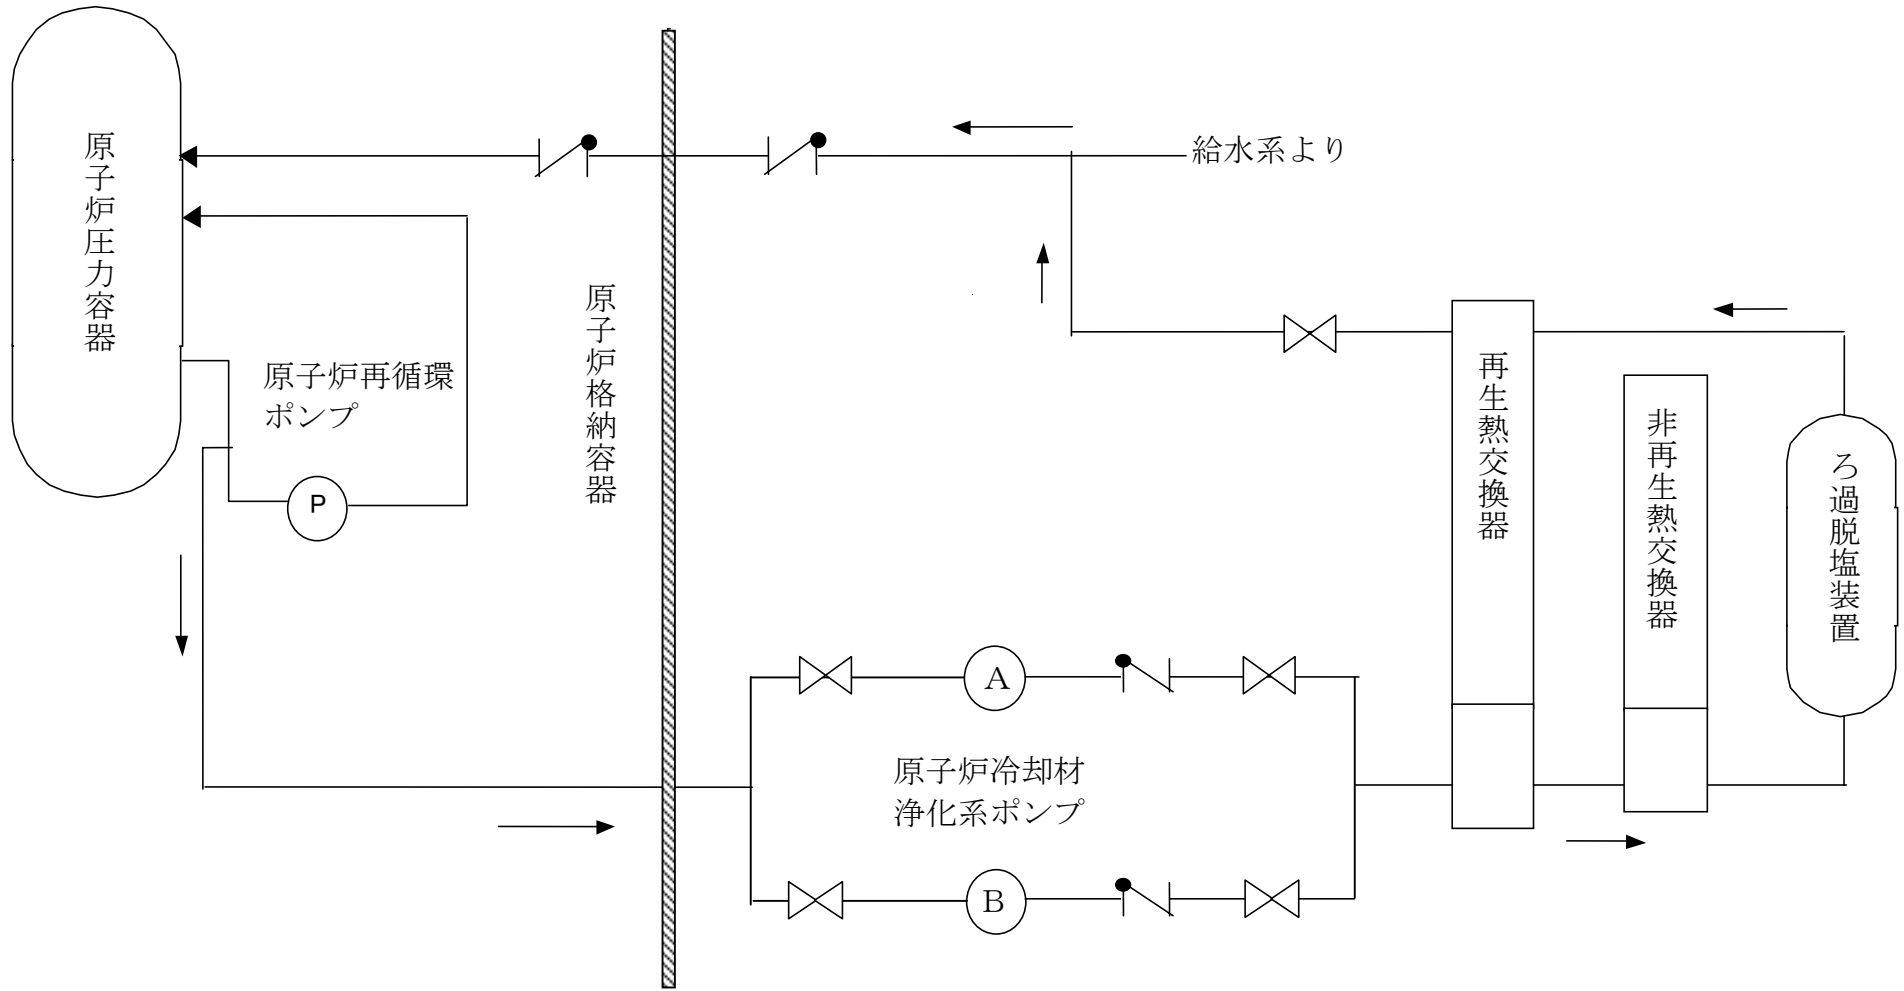 原子炉圧力容器
給水系より
原子炉再循環
ポンプ
P
原子炉格納容器
再生熱交換器
非再生熱交換器
ろ過脱塩装置
A
原子炉冷却材
浄化系ポンプ
B